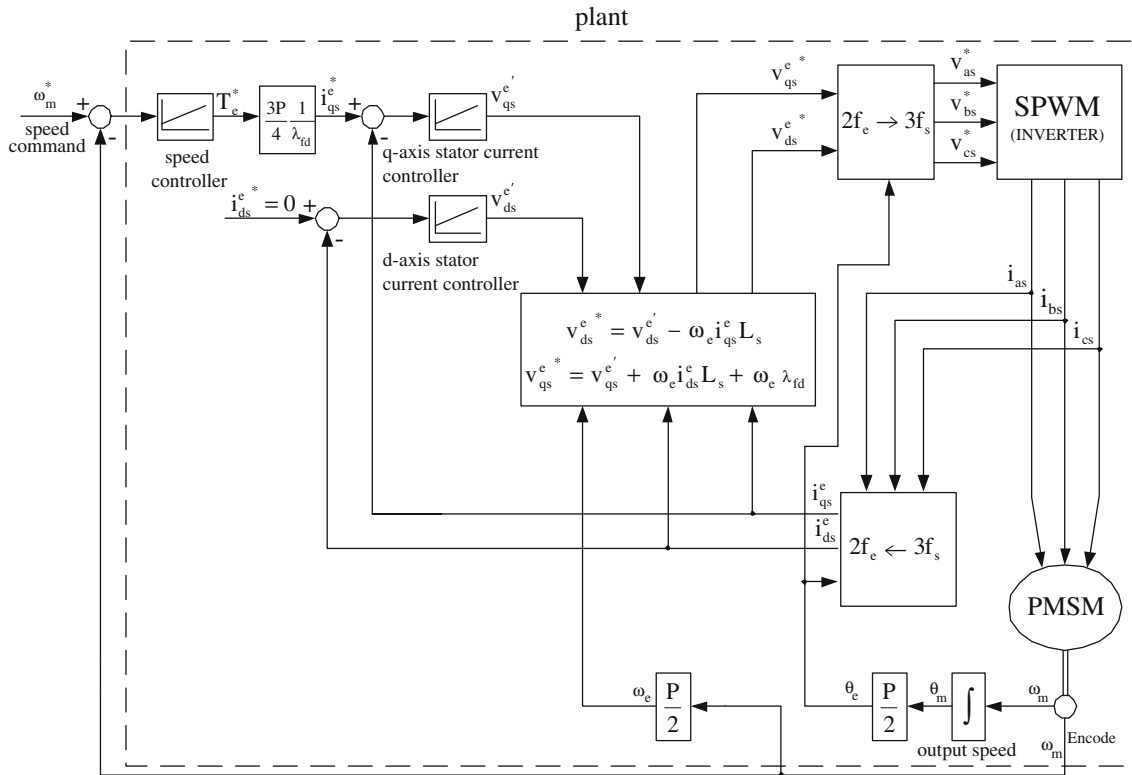 plant
ω*m
+
-
speed
command
speed
controller
T*e
3P/4 1/λfd
i^e*qs
+
-
v^e'qs
q-axis stator current
controller
i^e*ds = 0
+
-
v^e'ds
d-axis stator
current controller
v^e*ds = v^e'ds − ωe i^e qs Ls
v^e*qs = v^e'qs + ωe i^e ds Ls + ωe λfd
v^e*qs
v^e*ds
2fe → 3fs
v*as
v*bs
v*cs
SPWM
(INVERTER)
ias
ibs
ics
i^e qs
i^e ds
2fe ← 3fs
PMSM
ωe
P/2
θe
P/2
θm
∫
ωm
output speed
Encode
ωm